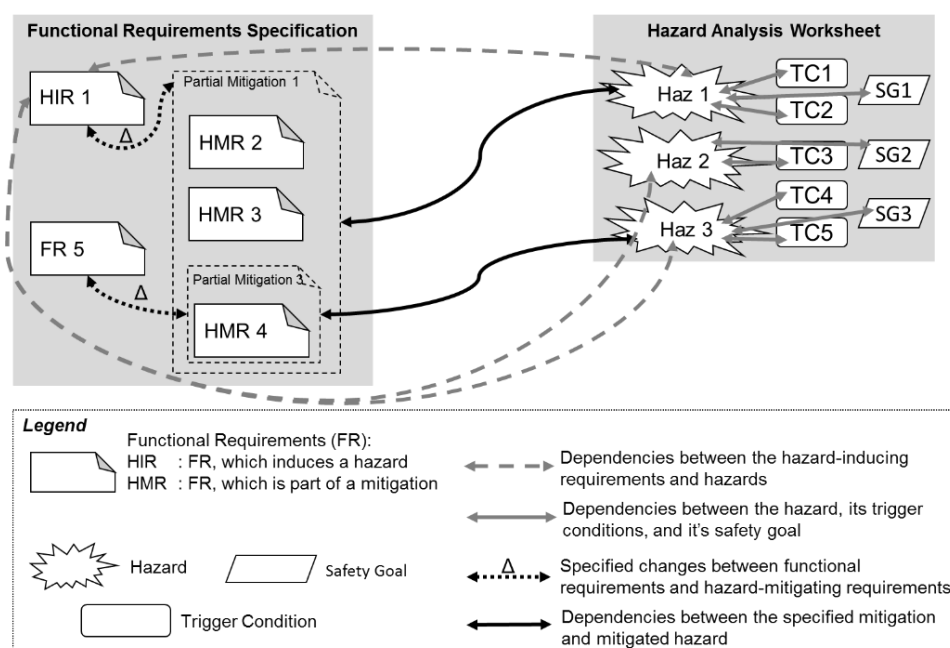 Functional Requirements Specification
HIR 1
Δ
Partial Mitigation 1
HMR 2
HMR 3
FR 5
Δ
Partial Mitigation 3
HMR 4
Hazard Analysis Worksheet
Haz 1
TC1
TC2
SG1
Haz 2
TC3
SG2
Haz 3
TC4
TC5
SG3
Legend
Functional Requirements (FR):
HIR : FR, which induces a hazard
HMR : FR, which is part of a mitigation
Hazard
Safety Goal
Trigger Condition
Dependencies between the hazard-inducing
requirements and hazards
Dependencies between the hazard, its trigger
conditions, and it's safety goal
Δ
Specified changes between functional
requirements and hazard-mitigating requirements
Dependencies between the specified mitigation
and mitigated hazard